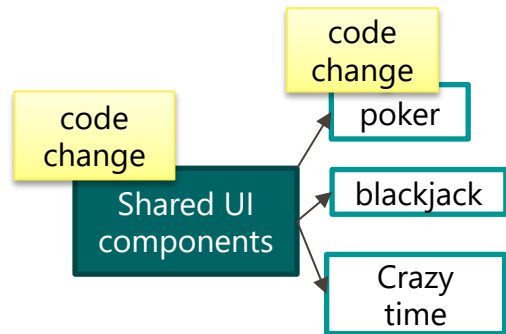 code
change
poker
code
change
Shared UI
components
blackjack
Crazy
time